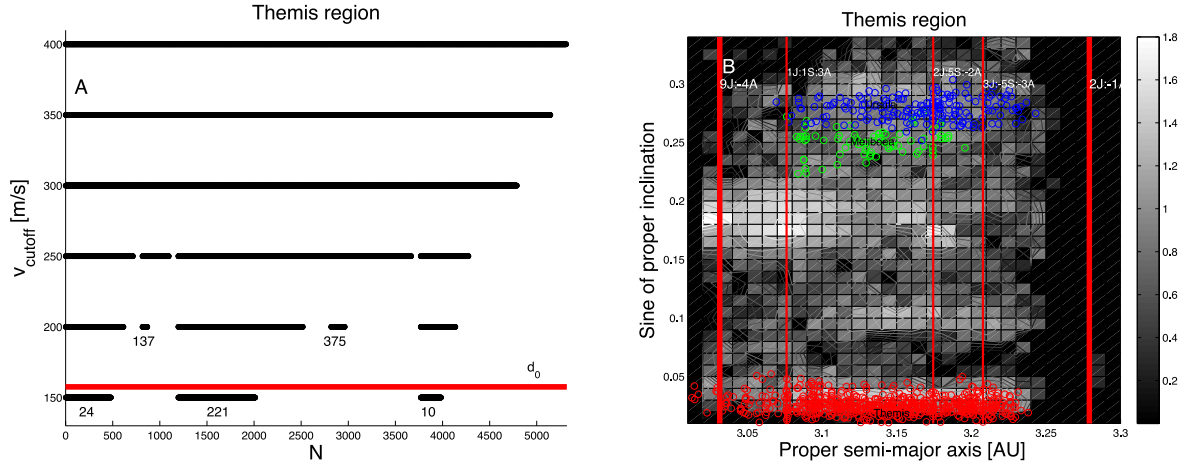 Themis region
A
400
350
300
250
200
150
v_cutoff [m/s]
137
375
d_0
24
221
10
0 500 1000 1500 2000 2500 3000 3500 4000 4500 5000
N
Themis region
B
9J:-4A
1J:1S:3A
2J:5S:-2A
3J:-5S:-3A
2J:-1A
Meliboea
Themis
0.3
0.25
0.2
0.15
0.1
0.05
Sine of proper inclination
3.05 3.1 3.15 3.2 3.25 3.3
Proper semi-major axis [AU]
1.8
1.6
1.4
1.2
1
0.8
0.6
0.4
0.2